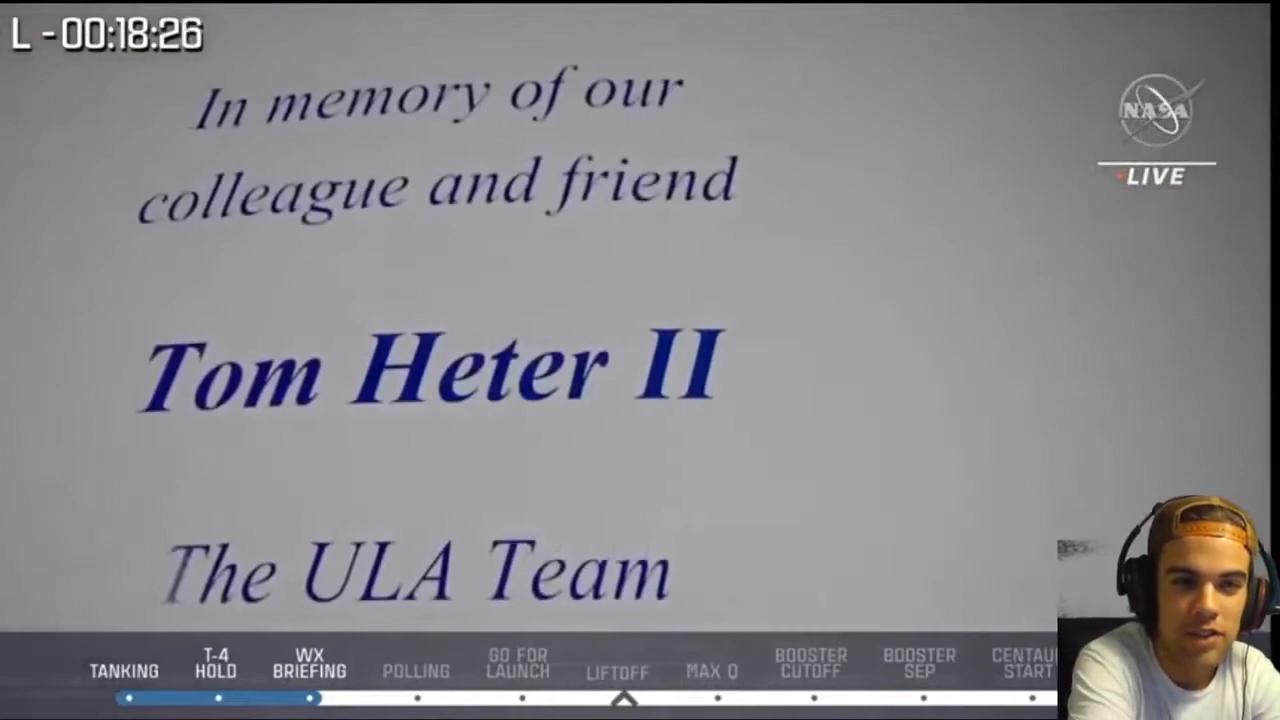 L -00:18:26
In memory of our
colleague and friend
Tom Heter II
The ULA Team
NASA
LIVE
TANKING
T-4
HOLD
WX
BRIEFING
POLLING
GO FOR
LAUNCH
LIFTOFF
MAX Q
BOOSTER
CUTOFF
BOOSTER
SEP
CENTAU
START